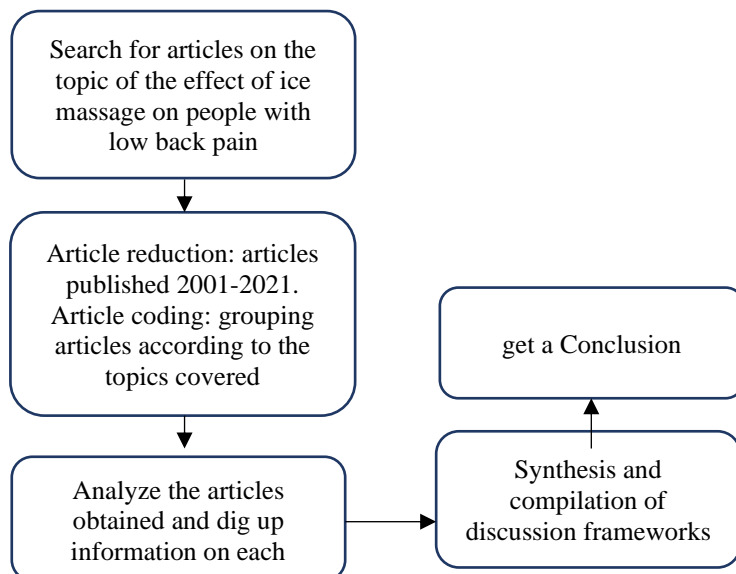 Search for articles on the
topic of the effect of ice
massage on people with
low back pain
Article reduction: articles
published 2001-2021.
Article coding: grouping
articles according to the
topics covered
Analyze the articles
obtained and dig up
information on each
Synthesis and
compilation of
discussion frameworks
get a Conclusion